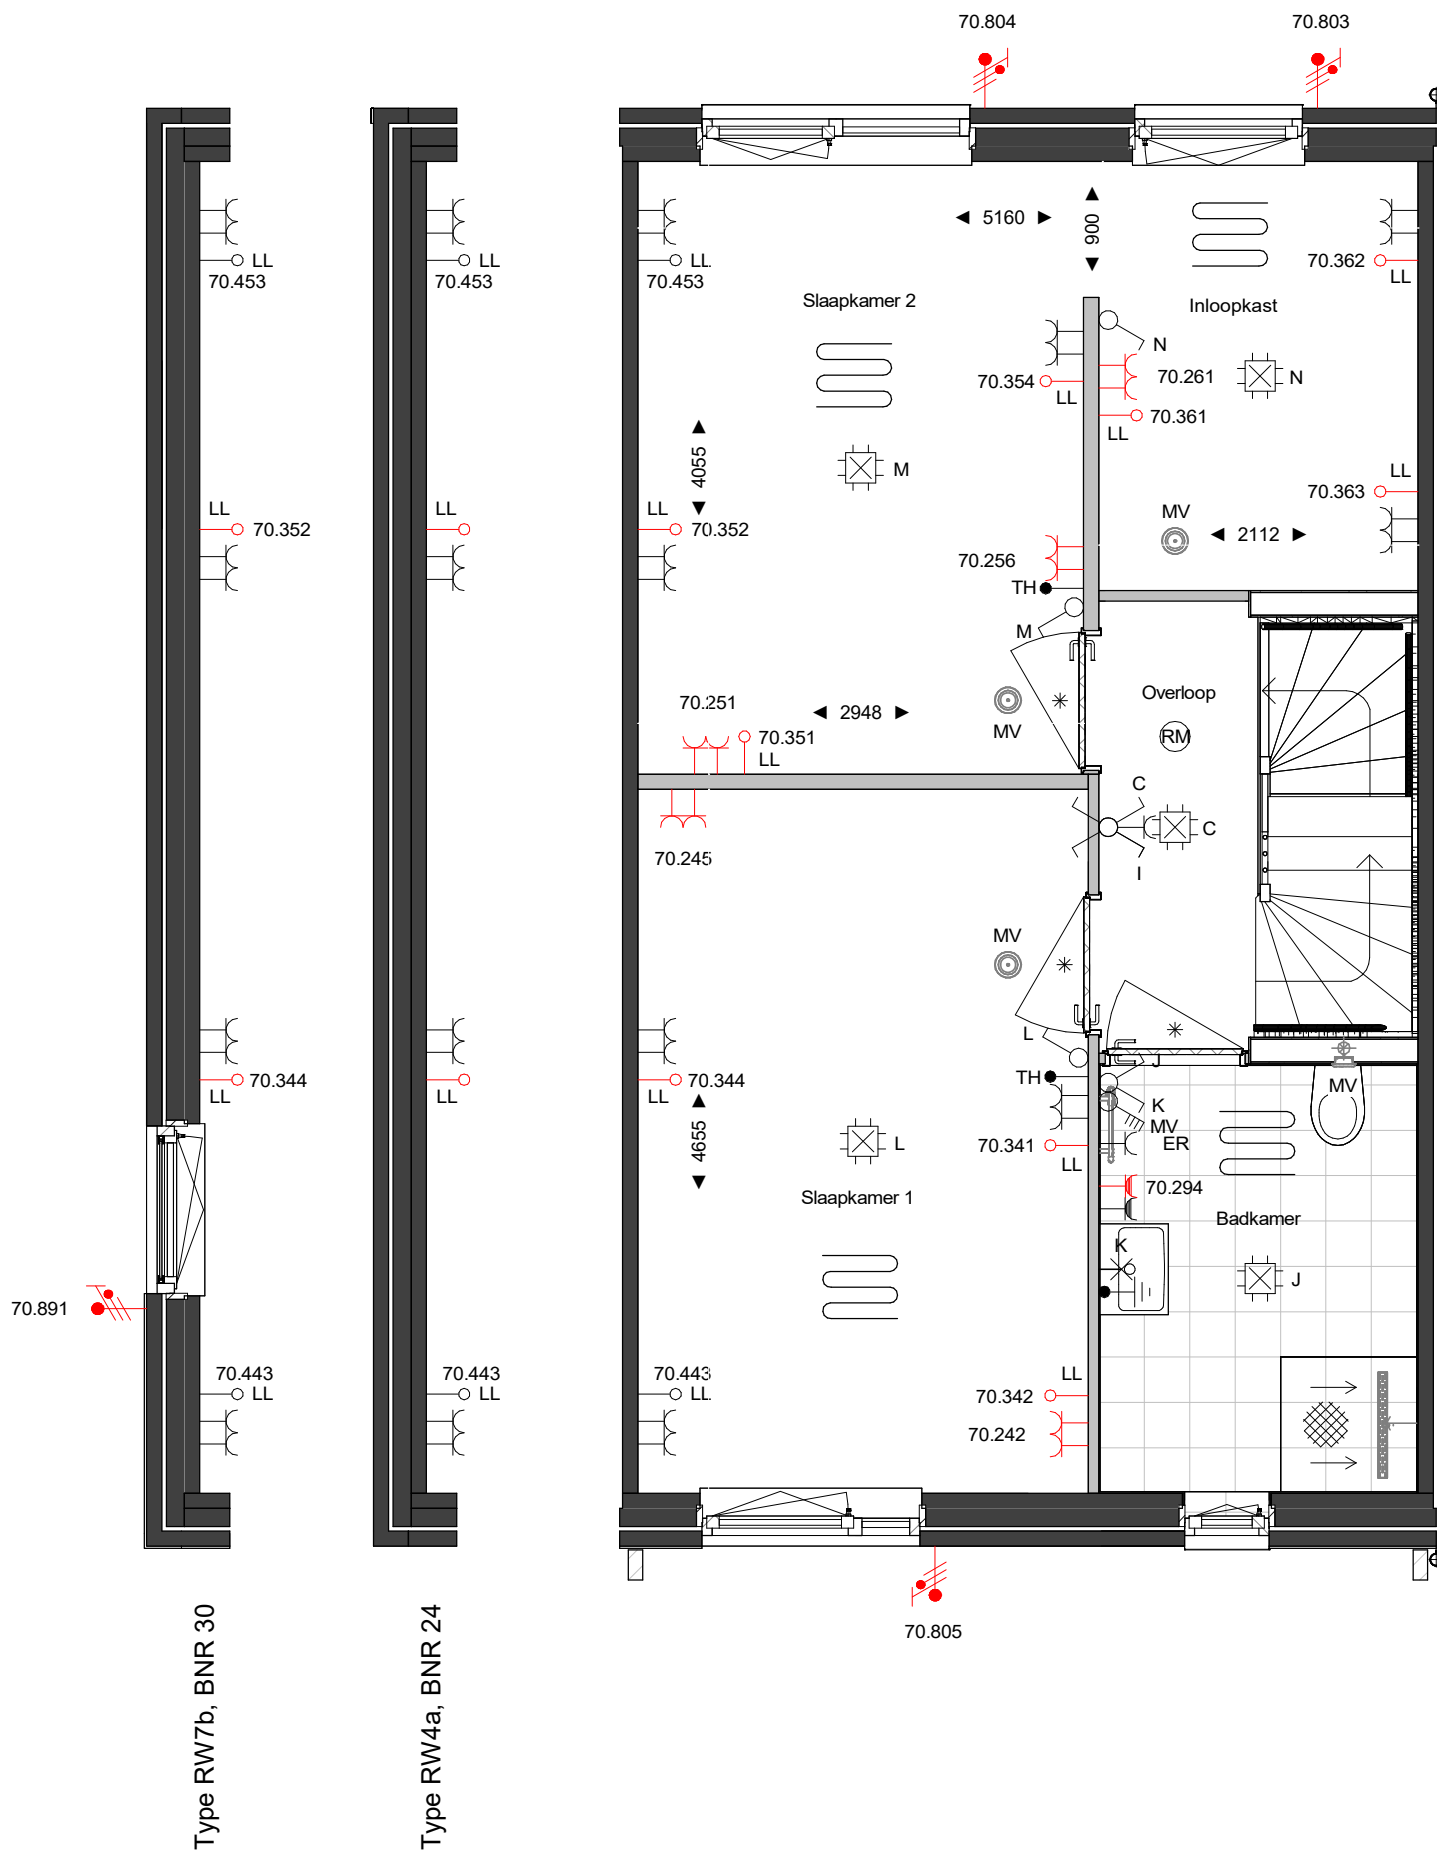 70.804
70.803
5160
900
LL
70.453
LL
70.453
LL
70.453
70.362
LL
Slaapkamer 2
Inloopkast
N
70.354
LL
70.261
N
70.361
LL
4055
M
LL
70.352
LL
LL
70.352
LL
70.363
MV
2112
70.256
TH
M
70.251
2948
MV
70.351
LL
Overloop
RM
C
C
I
70.245
MV
L
TH
J
MV
LL
70.344
LL
LL
70.344
K
MV
ER
4655
L
70.341
LL
70.294
Slaapkamer 1
Badkamer
K
J
70.891
70.443
LL
70.443
LL
70.443
LL
LL
70.342
70.242
70.805
Type RW7b, BNR 30
Type RW4a, BNR 24